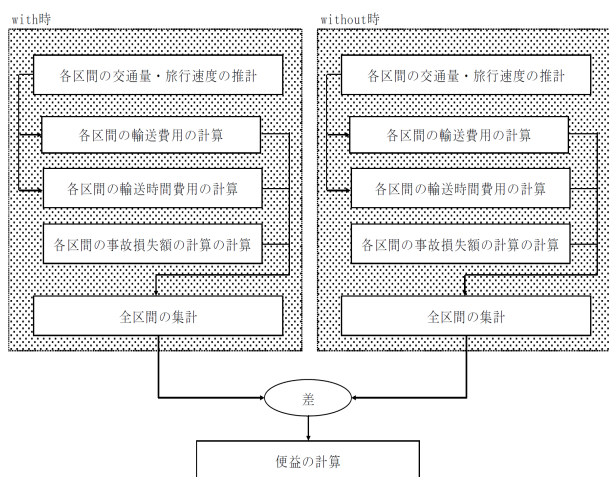 with時
各区間の交通量・旅行速度の推計
各区間の輸送費用の計算
各区間の輸送時間費用の計算
各区間の事故損失額の計算の計算
全区間の集計
without時
各区間の交通量・旅行速度の推計
各区間の輸送費用の計算
各区間の輸送時間費用の計算
各区間の事故損失額の計算の計算
全区間の集計
差
便益の計算